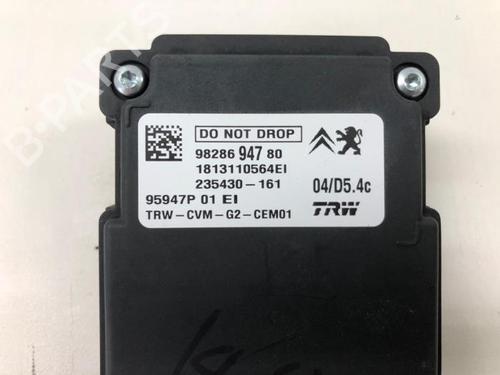 DO NOT DROP
98286 947 80
1813110564EI
235430-161
04/D5.4c
95947P 01 EI
TRW-CVM-G2-CEM01
TRW
B-PARTS